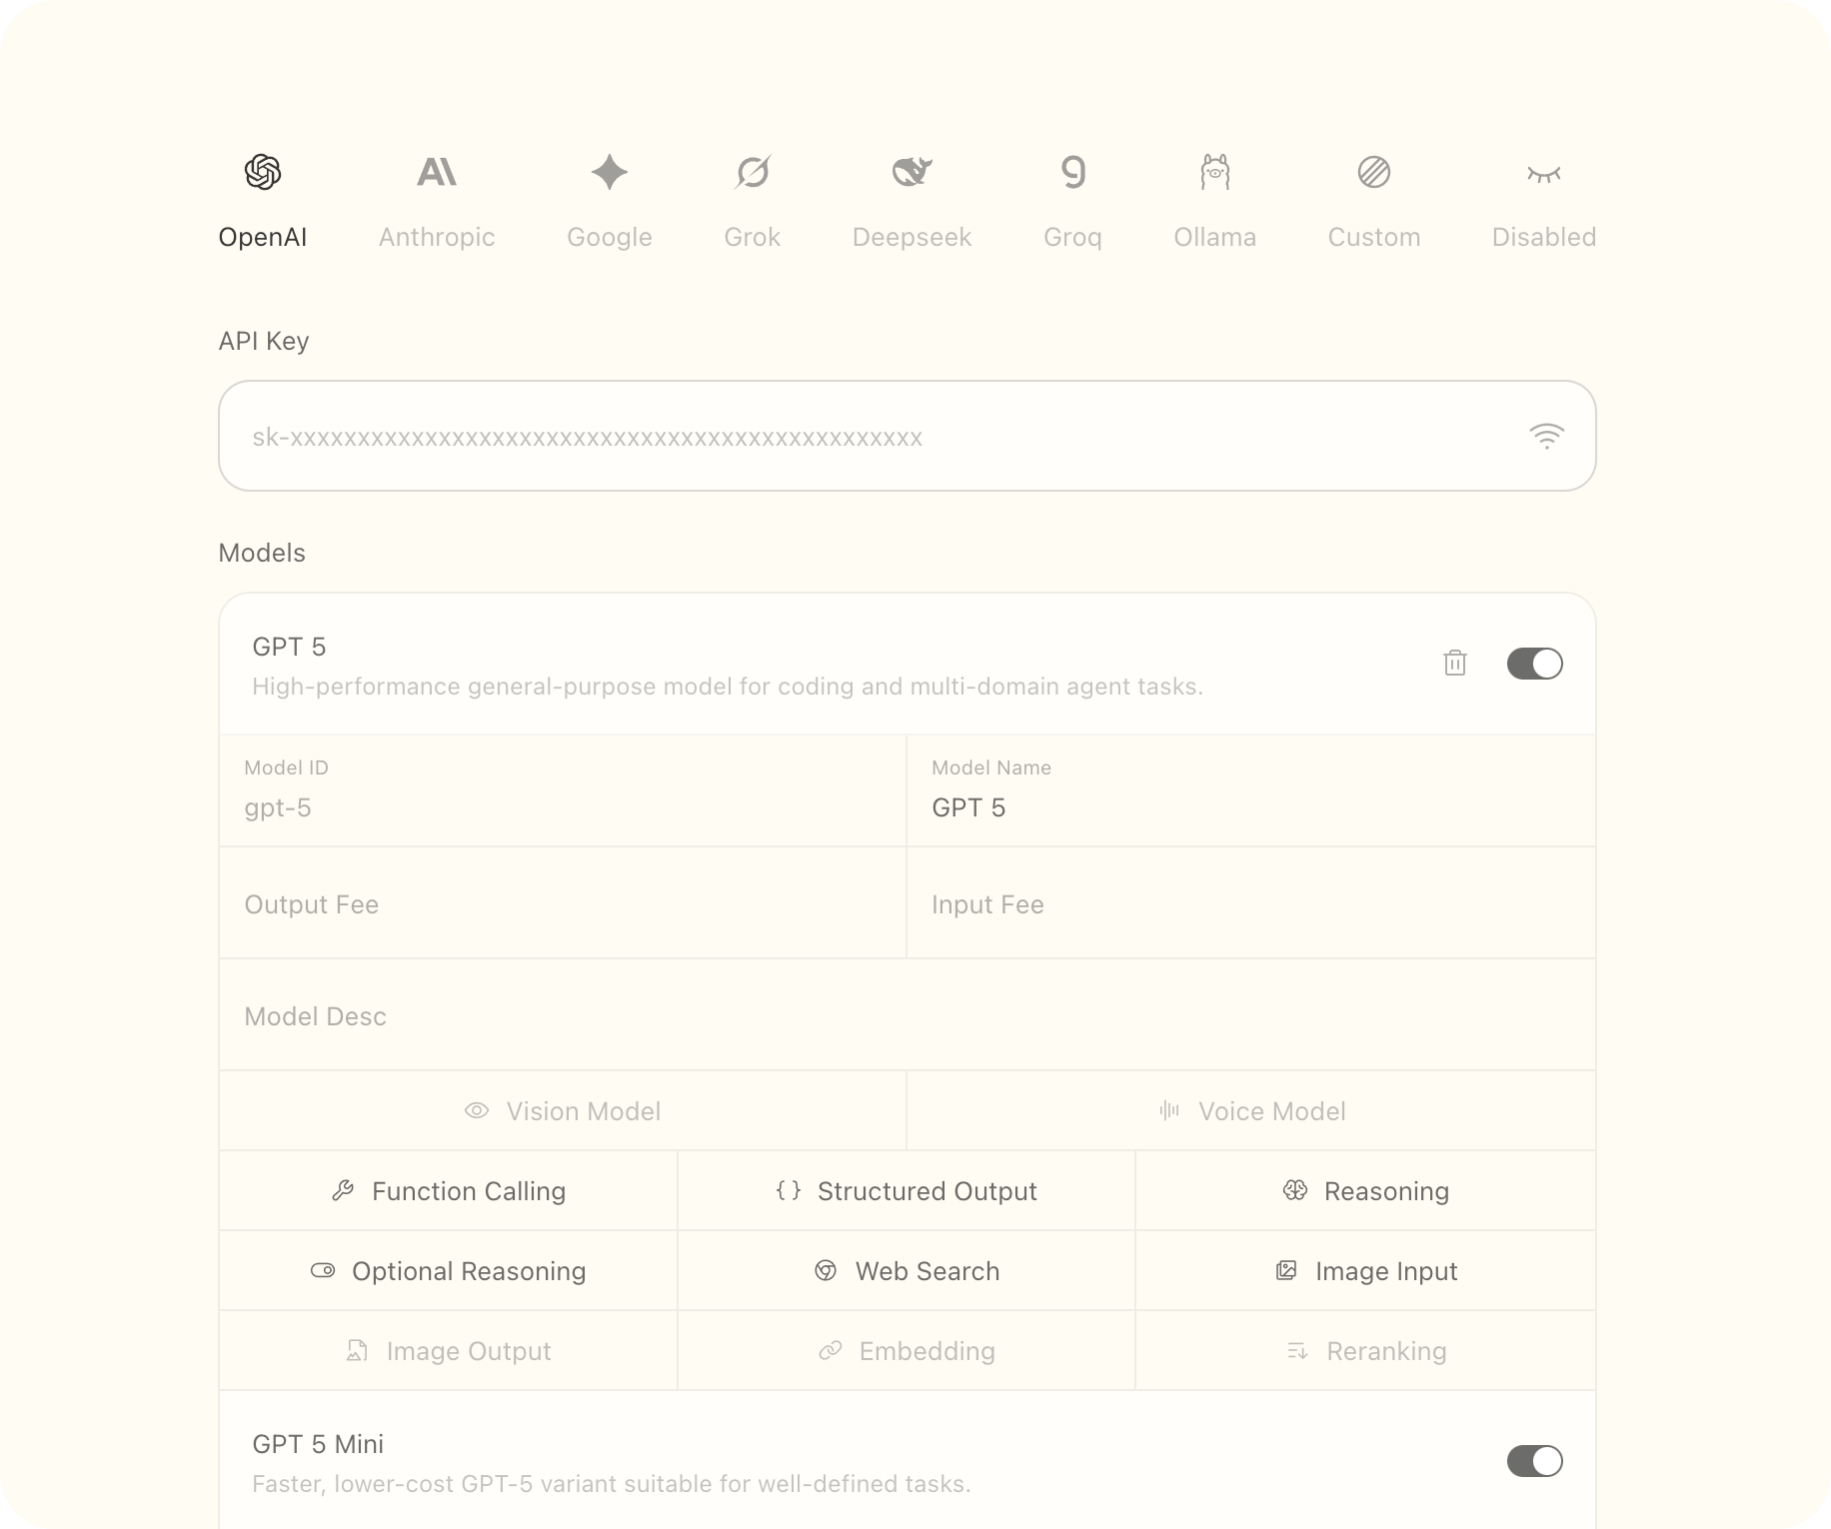 OpenAI Anthropic Google Grok Deepseek Groq Ollama Custom Disabled
API Key
sk-xxxxxxxxxxxxxxxxxxxxxxxxxxxxxxxxxxxxxxxxxxxxxxxx
Models
GPT 5
High-performance general-purpose model for coding and multi-domain agent tasks.
Model ID Model Name
gpt-5 GPT 5
Output Fee Input Fee
Model Desc
Vision Model Voice Model
Function Calling Structured Output Reasoning
Optional Reasoning Web Search Image Input
Image Output Embedding Reranking
GPT 5 Mini
Faster, lower-cost GPT-5 variant suitable for well-defined tasks.